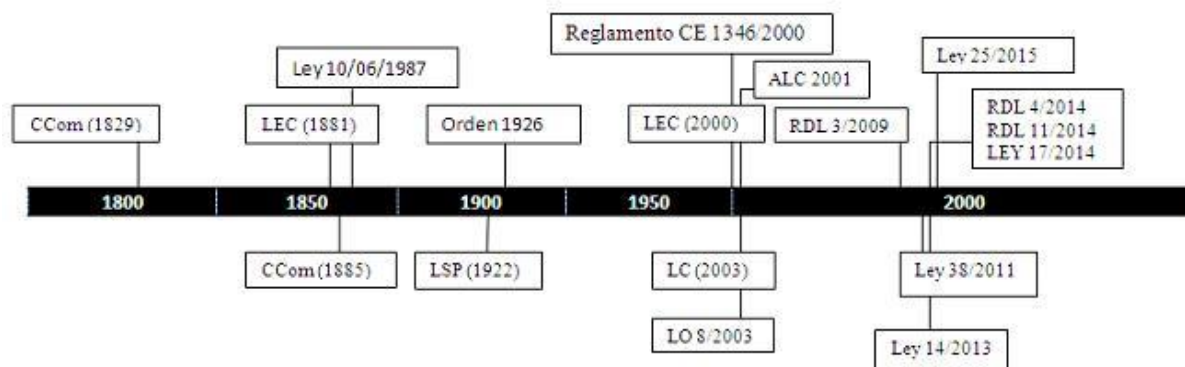 Reglamento CE 1346/2000
Ley 25/2015
Ley 10/06/1987
ALC 2001
CCom (1829)
LEC (1881)
Orden 1926
LEC (2000)
RDL 3/2009
RDL 4/2014
RDL 11/2014
LEY 17/2014
1800
1850
1900
1950
2000
CCom (1885)
LSP (1922)
LC (2003)
Ley 38/2011
LO 8/2003
Ley 14/2013